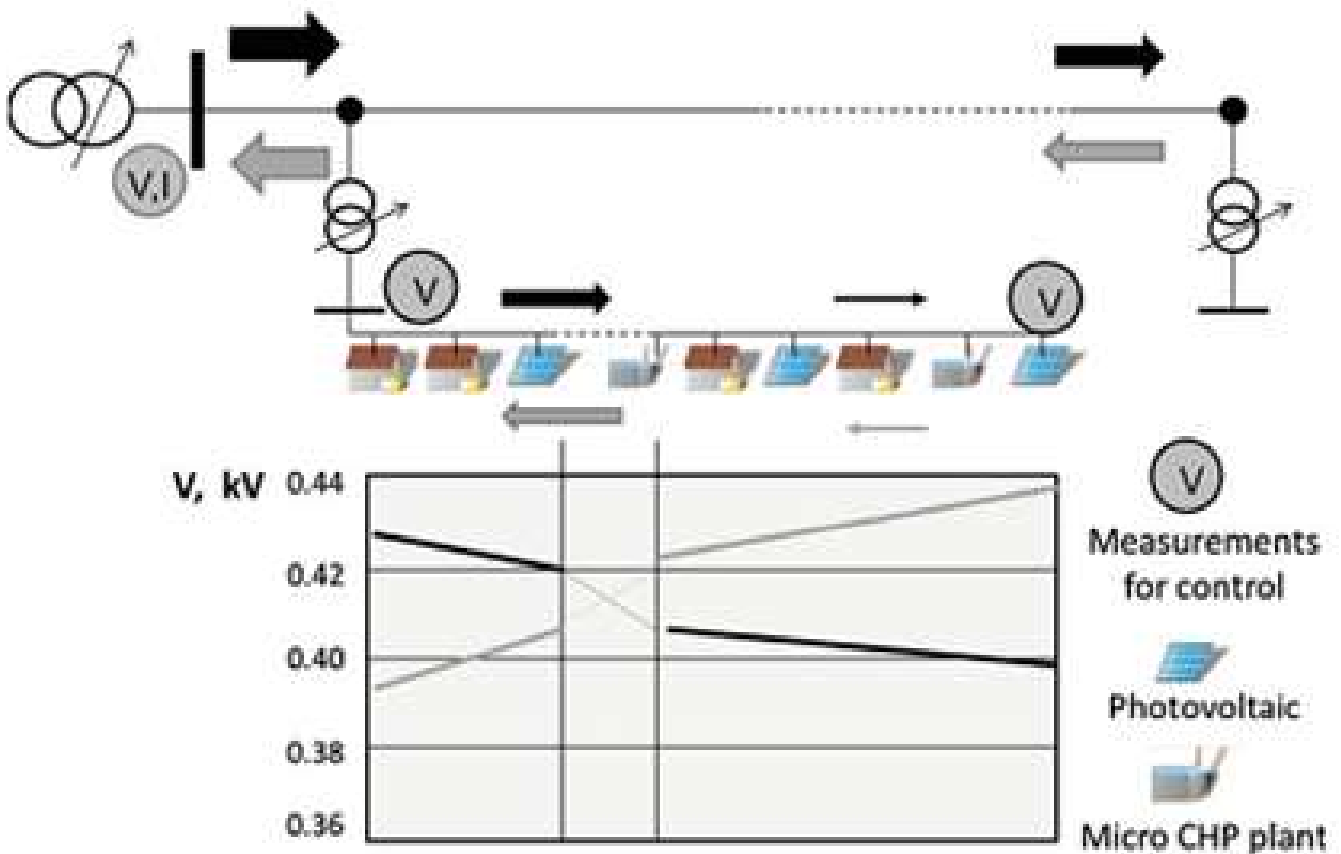 V,I
V
V
V, kV
0.44
0.42
0.40
0.38
0.36
V
Measurements
for control
Photovoltaic
Micro CHP plant